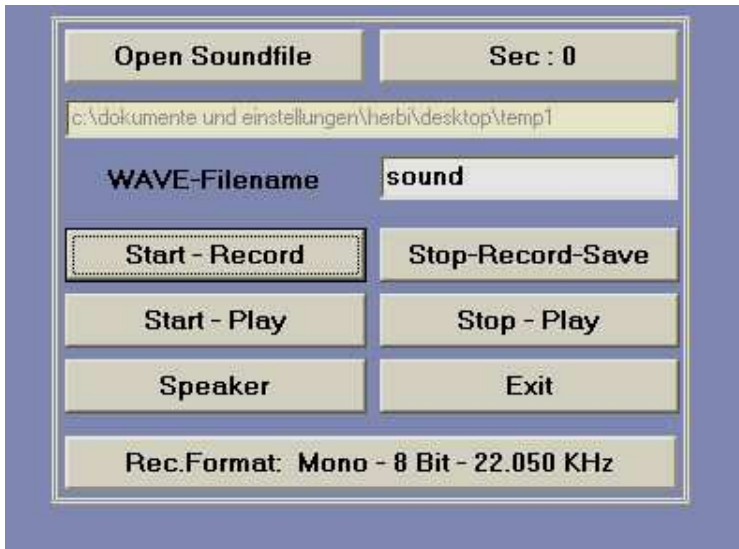 Open Soundfile
Sec : 0
c:\dokumente und einstellungen\herbi\desktop\temp1
WAVE-Filename
sound
Start - Record
Stop-Record-Save
Start - Play
Stop - Play
Speaker
Exit
Rec.Format:  Mono - 8 Bit - 22.050 KHz